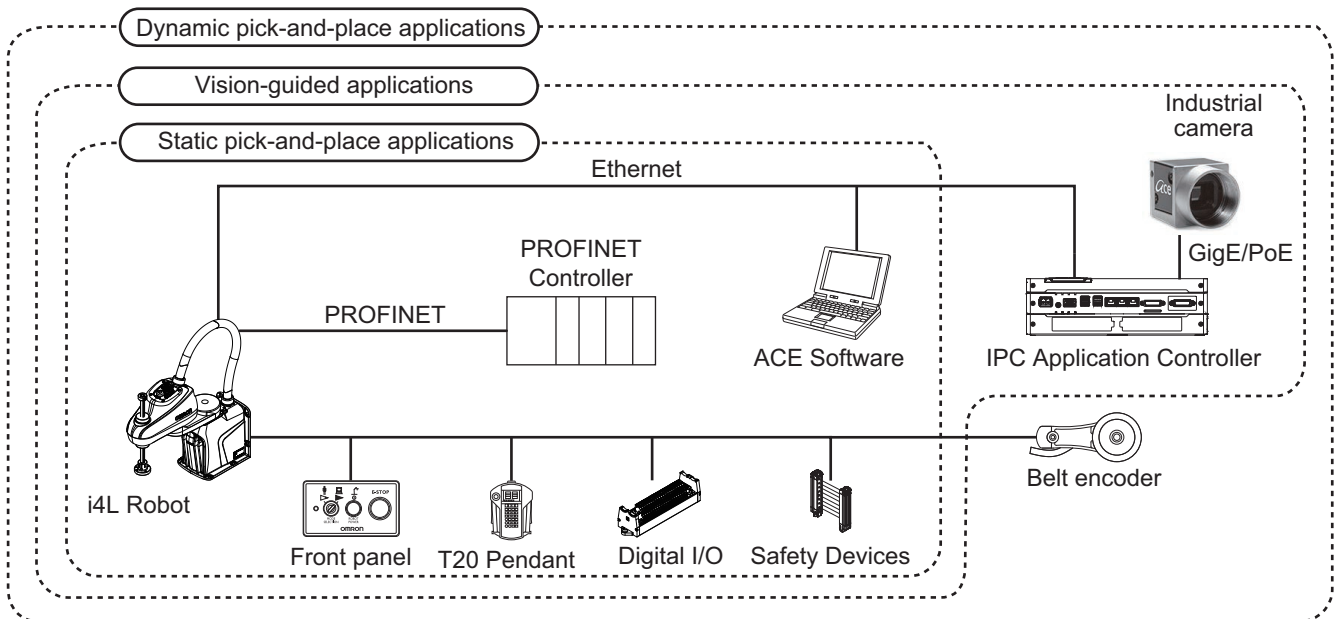 Dynamic pick-and-place applications
Vision-guided applications
Static pick-and-place applications
Industrial
camera
Ethernet
ace
GigE/PoE
PROFINET
Controller
PROFINET
ACE Software
IPC Application Controller
i4L Robot
Belt encoder
E-STOP
OMRON
Front panel
T20 Pendant
Digital I/O
Safety Devices